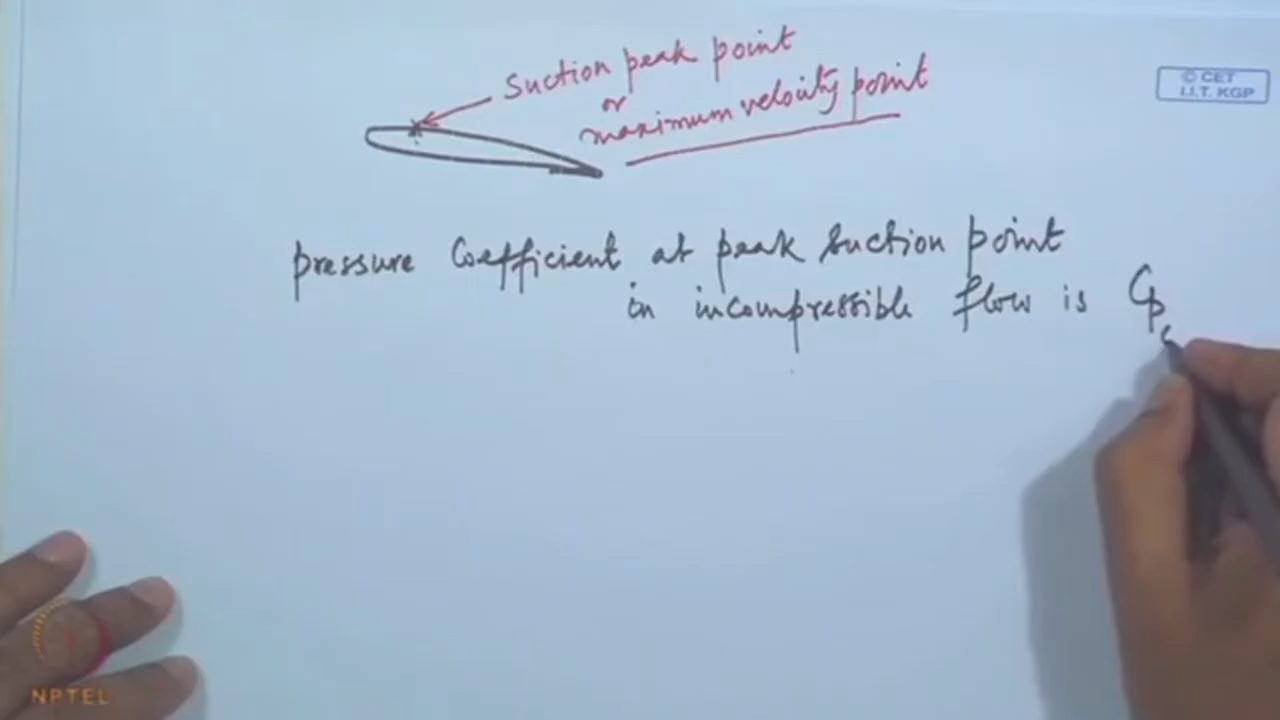 Suction peak point
or
maximum velocity point
© CET
I.I.T. KGP
pressure coefficient at peak suction point
in incompressible flow is Cp
NPTEL